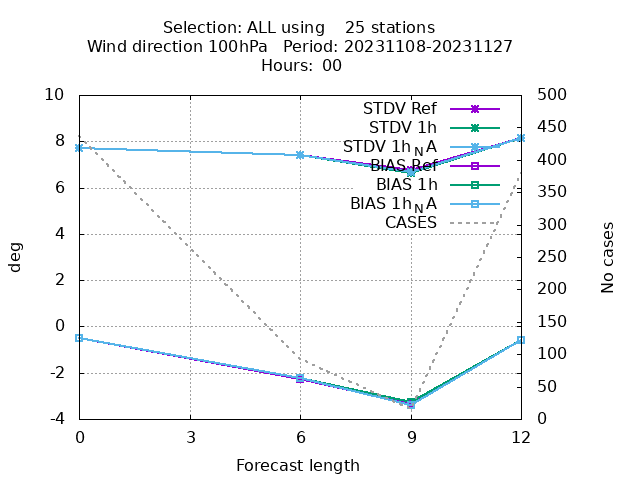 Selection: ALL using    25 stations
Wind direction 100hPa   Period: 20231108-20231127
Hours: 00
10
8
6
4
2
0
-2
-4
500
450
400
350
300
250
200
150
100
50
0
deg
No cases
STDV Ref
STDV 1h_NA
STDV 1h
BIAS Ref
BIAS 1h
BIAS 1h_NA
CASES
0
3
6
9
12
Forecast length